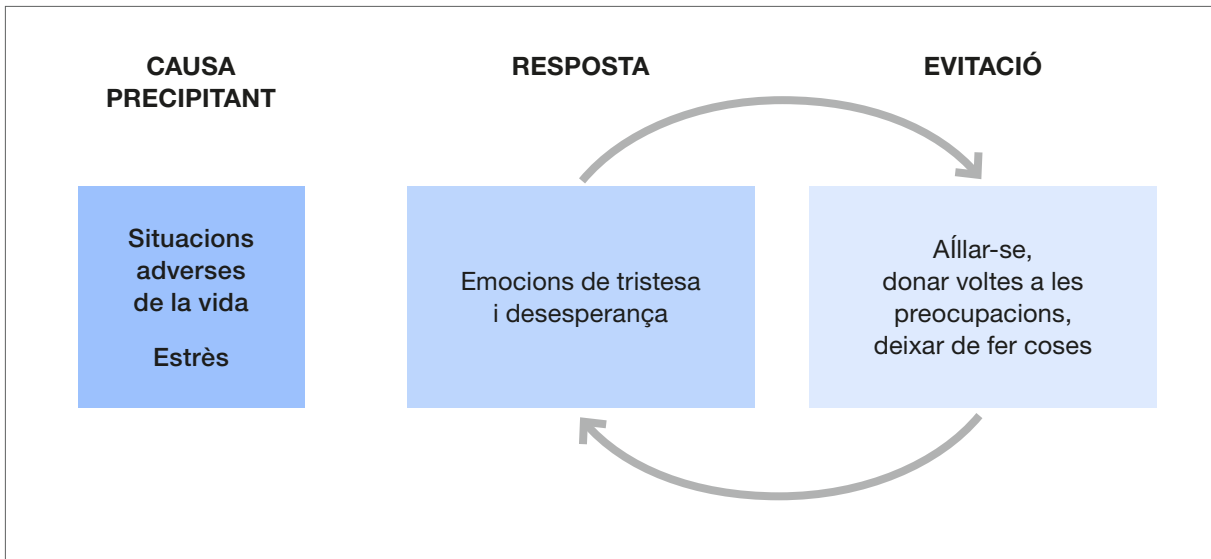 CAUSA
PRECIPITANT
RESPOSTA
EVITACIÓ
Situacions
adverses
de la vida
Estrès
Emocions de tristesa
i desesperança
AÍllar-se,
donar voltes a les
preocupacions,
deixar de fer coses